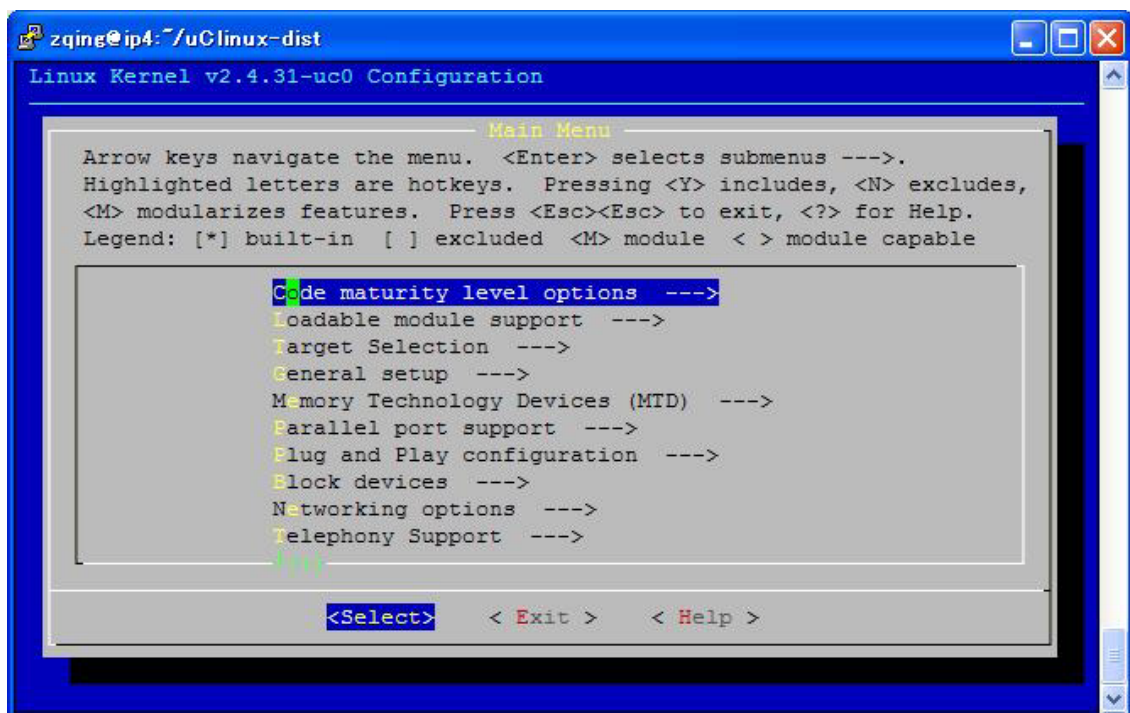 zqing@ip4:~/uClinux-dist
Linux Kernel v2.4.31-uc0 Configuration
Main Menu
Arrow keys navigate the menu.  <Enter> selects submenus --->.
Highlighted letters are hotkeys.  Pressing <Y> includes, <N> excludes,
<M> modularizes features.  Press <Esc><Esc> to exit, <?> for Help.
Legend: [*] built-in  [ ] excluded  <M> module  < > module capable
Code maturity level options  --->
Loadable module support  --->
Target Selection  --->
General setup  --->
Memory Technology Devices (MTD)  --->
Parallel port support  --->
Plug and Play configuration  --->
Block devices  --->
Networking options  --->
Telephony Support  --->
<Select>    < Exit >    < Help >